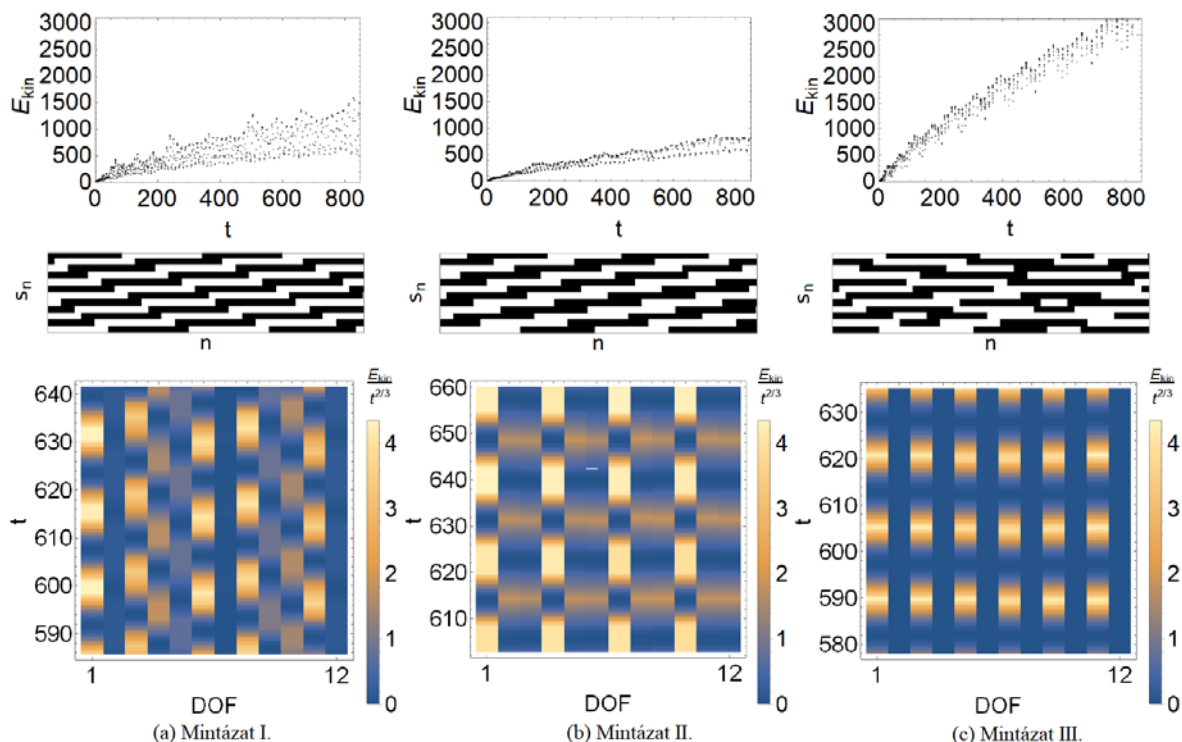 3000
2500
2000
1500
1000
500
0
E_kin
0 200 400 600 800
t
3000
2500
2000
1500
1000
500
0
E_kin
0 200 400 600 800
t
3000
2500
2000
1500
1000
500
0
E_kin
0 200 400 600 800
t
s_n
n
s_n
n
s_n
n
640
630
620
610
600
590
t
1 12
DOF
E_kin
t^2/3
4
3
2
1
0
(a) Mintázat I.
660
650
640
630
620
610
t
1 12
DOF
E_kin
t^2/3
4
3
2
1
0
(b) Mintázat II.
630
620
610
600
590
580
t
1 12
DOF
E_kin
t^2/3
4
3
2
1
0
(c) Mintázat III.